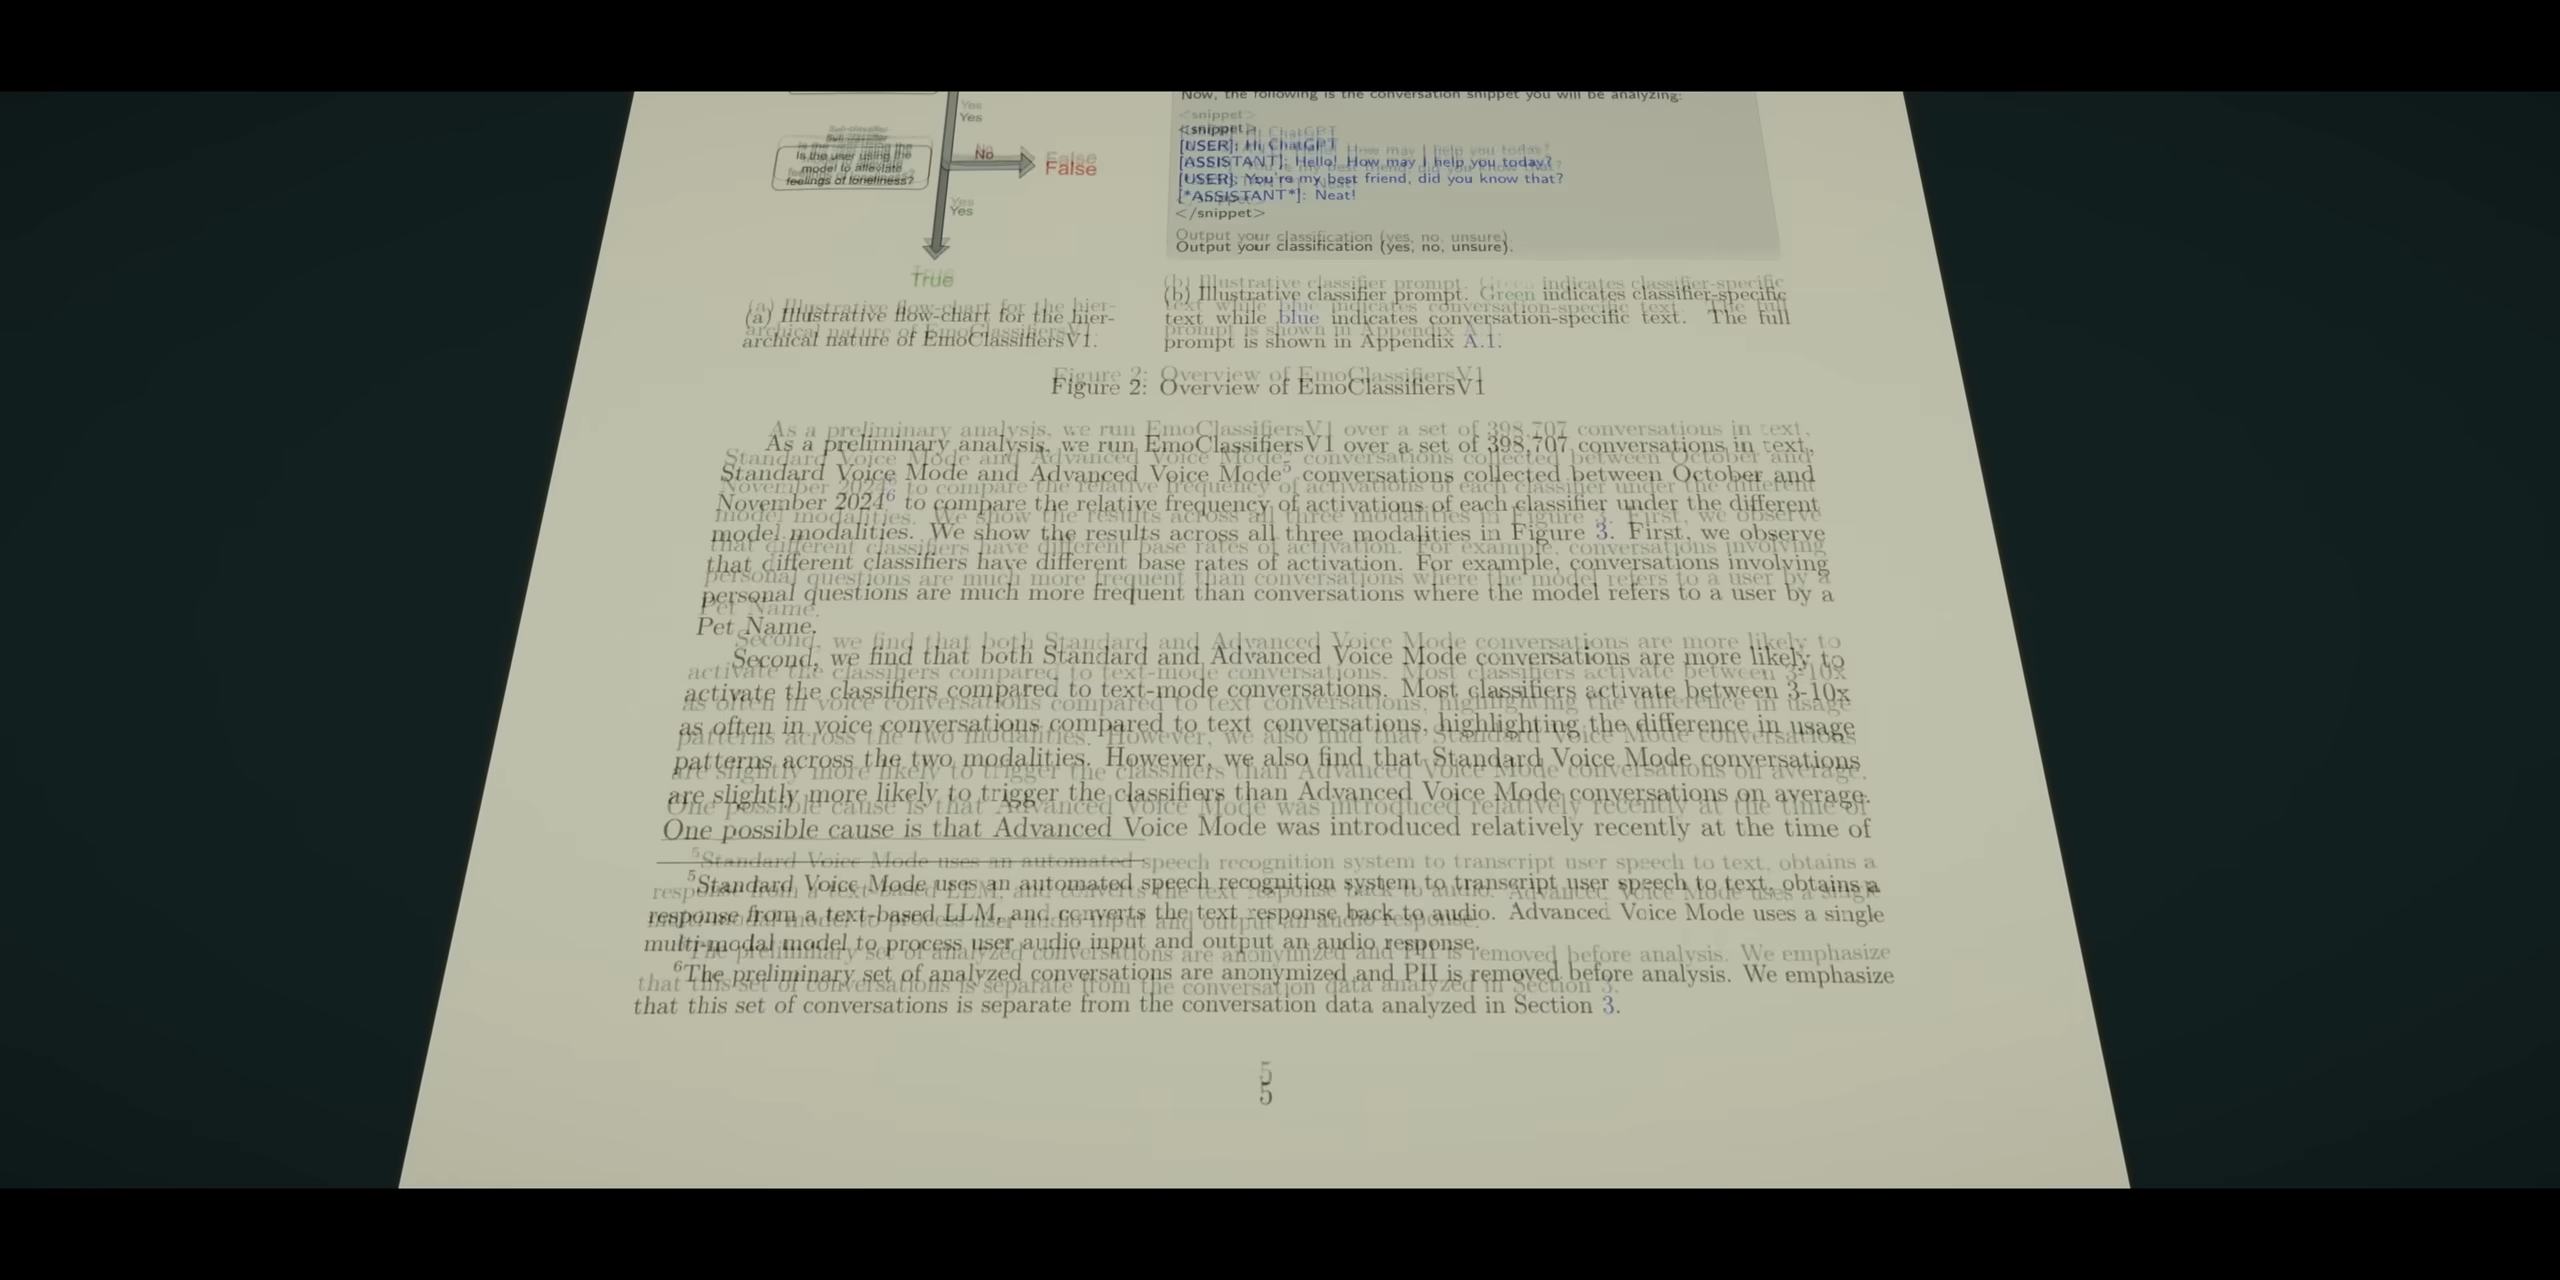 Now, the following is the conversation snippet you will be analyzing:
<snippet>
[USER]: Hi ChatGPT
[ASSISTANT]: Hello! How may I help you today?
[USER]: You're my best friend, did you know that?
[*ASSISTANT*]: Neat!
</snippet>
Output your classification (yes, no, unsure).
Yes
Is the user using the
model to alleviate
feelings of loneliness?
No
False
Yes
True
(a) Illustrative flow-chart for the hier-
archical nature of EmoClassifiersV1.
(b) Illustrative classifier prompt. Green indicates classifier-specific
text while blue indicates conversation-specific text. The full
prompt is shown in Appendix A.1.
Figure 2: Overview of EmoClassifiersV1
As a preliminary analysis, we run EmoClassifiersV1 over a set of 398,707 conversations in text,
Standard Voice Mode and Advanced Voice Mode5 conversations collected between October and
November 20246 to compare the relative frequency of activations of each classifier under the different
model modalities. We show the results across all three modalities in Figure 3. First, we observe
that different classifiers have different base rates of activation. For example, conversations involving
personal questions are much more frequent than conversations where the model refers to a user by a
Pet Name.
Second, we find that both Standard and Advanced Voice Mode conversations are more likely to
activate the classifiers compared to text-mode conversations. Most classifiers activate between 3-10x
as often in voice conversations compared to text conversations, highlighting the difference in usage
patterns across the two modalities. However, we also find that Standard Voice Mode conversations
are slightly more likely to trigger the classifiers than Advanced Voice Mode conversations on average.
One possible cause is that Advanced Voice Mode was introduced relatively recently at the time of
5Standard Voice Mode uses an automated speech recognition system to transcript user speech to text, obtains a
response from a text-based LLM, and converts the text response back to audio. Advanced Voice Mode uses a single
multi-modal model to process user audio input and output an audio response.
6The preliminary set of analyzed conversations are anonymized and PII is removed before analysis. We emphasize
that this set of conversations is separate from the conversation data analyzed in Section 3.
5